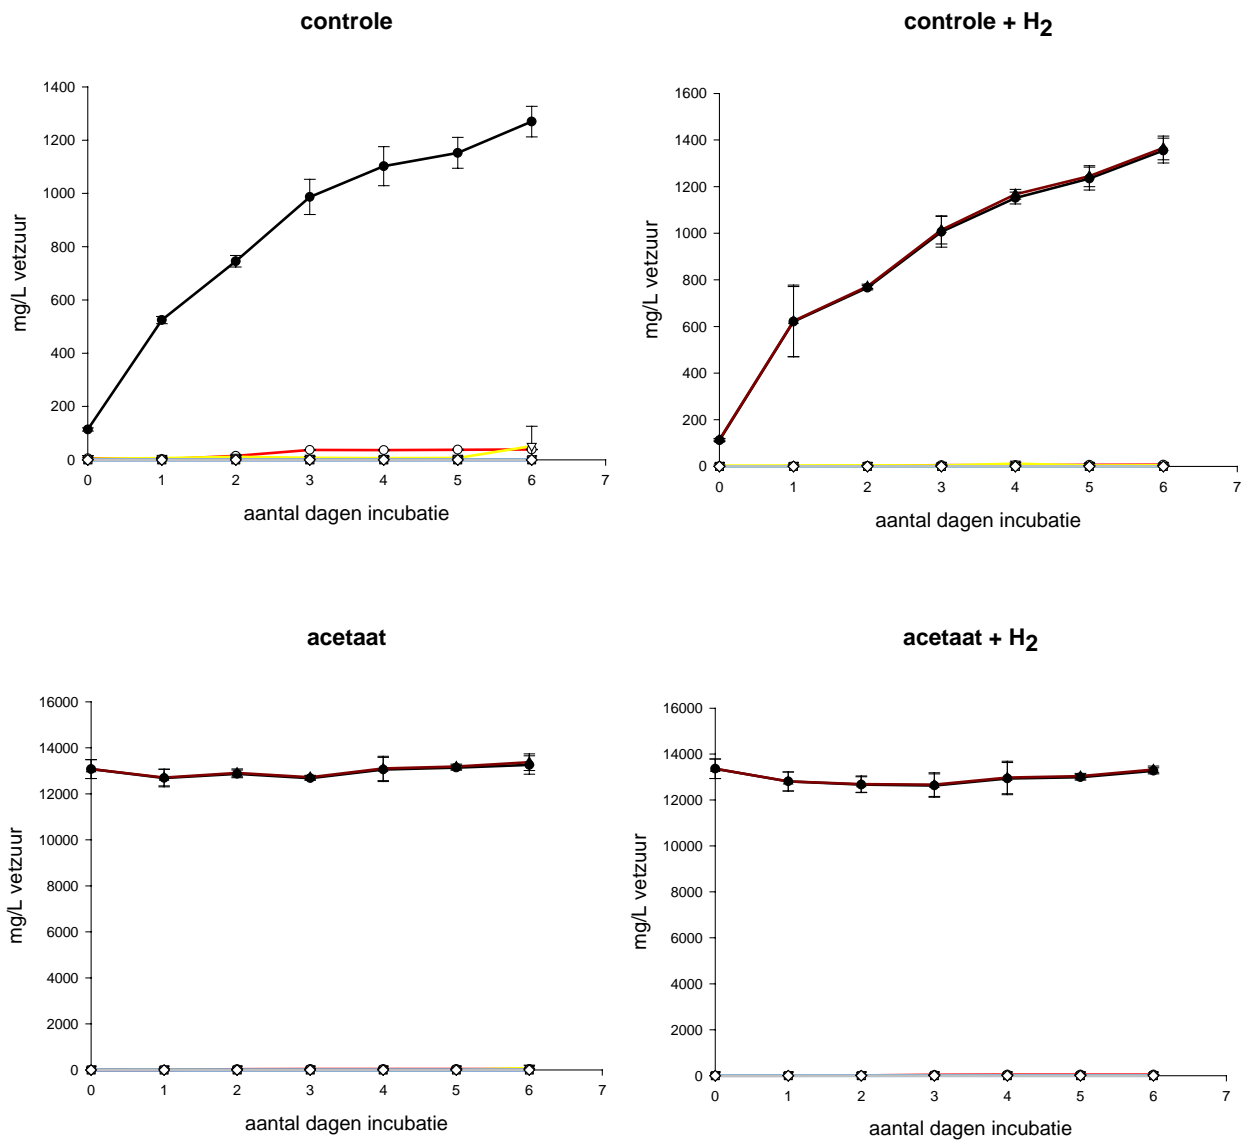 controle
1400
1200
1000
800
600
400
200
0
mg/L vetzuur
0 1 2 3 4 5 6 7
aantal dagen incubatie
controle + H2
1600
1400
1200
1000
800
600
400
200
0
mg/L vetzuur
0 1 2 3 4 5 6 7
aantal dagen incubatie
acetaat
16000
14000
12000
10000
8000
6000
4000
2000
0
mg/L vetzuur
0 1 2 3 4 5 6 7
aantal dagen incubatie
acetaat + H2
16000
14000
12000
10000
8000
6000
4000
2000
0
mg/L vetzuur
0 1 2 3 4 5 6 7
aantal dagen incubatie